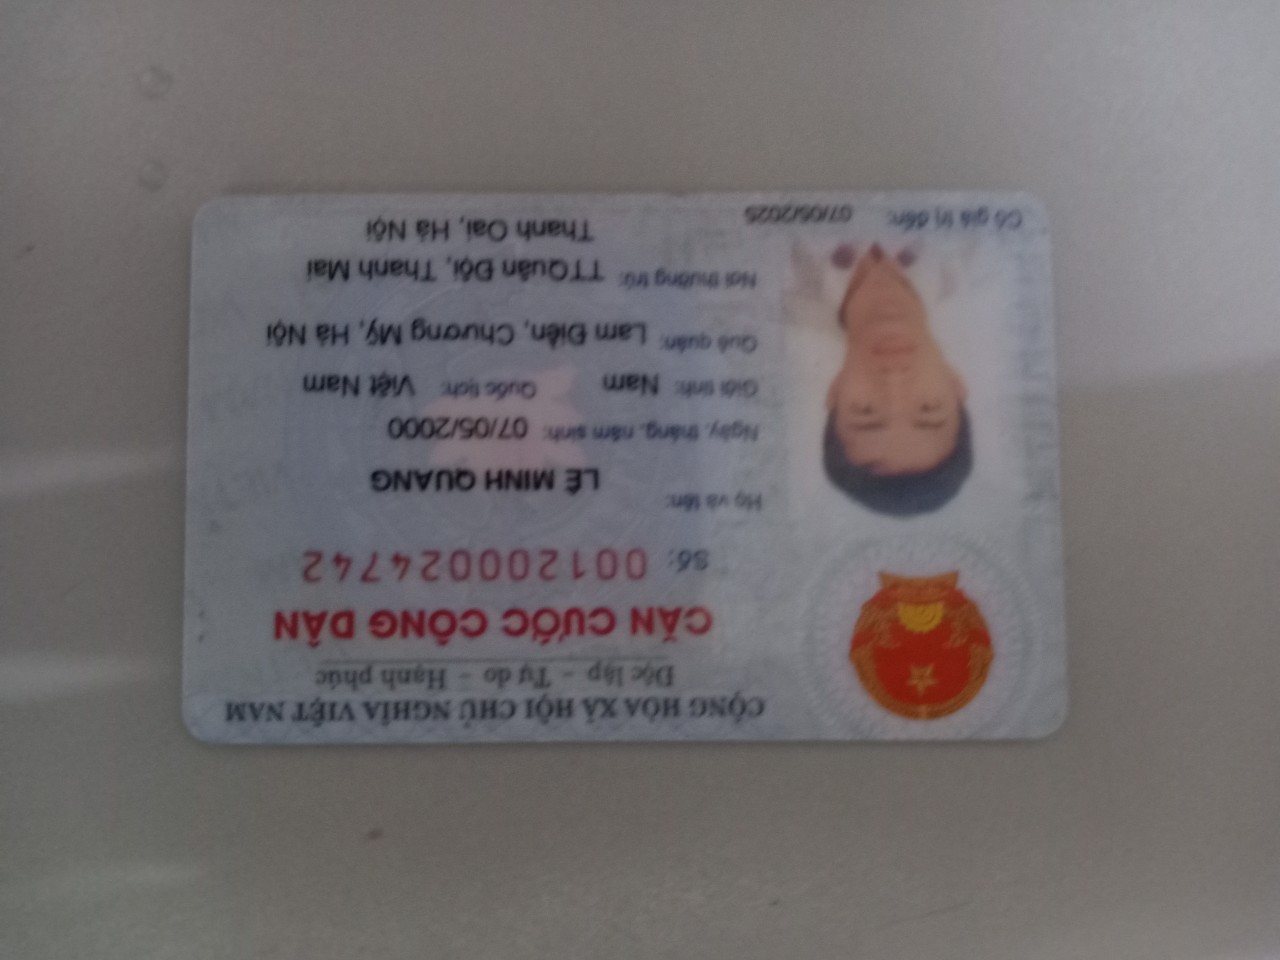 CỘNG HÒA XÃ HỘI CHỦ NGHĨA VIỆT NAM
Độc lập – Tự do – Hạnh phúc
CĂN CƯỚC CÔNG DÂN
Số: 001200024742
Họ và tên: LÊ MINH QUANG
Ngày, tháng, năm sinh: 07/05/2000
Giới tính: Nam Quốc tịch: Việt Nam
Quê quán: Lam Điền, Chương Mỹ, Hà Nội
Nơi thường trú: TTQuân Đội, Thanh Mai
Thanh Oai, Hà Nội
Có giá trị đến: 07/05/2025